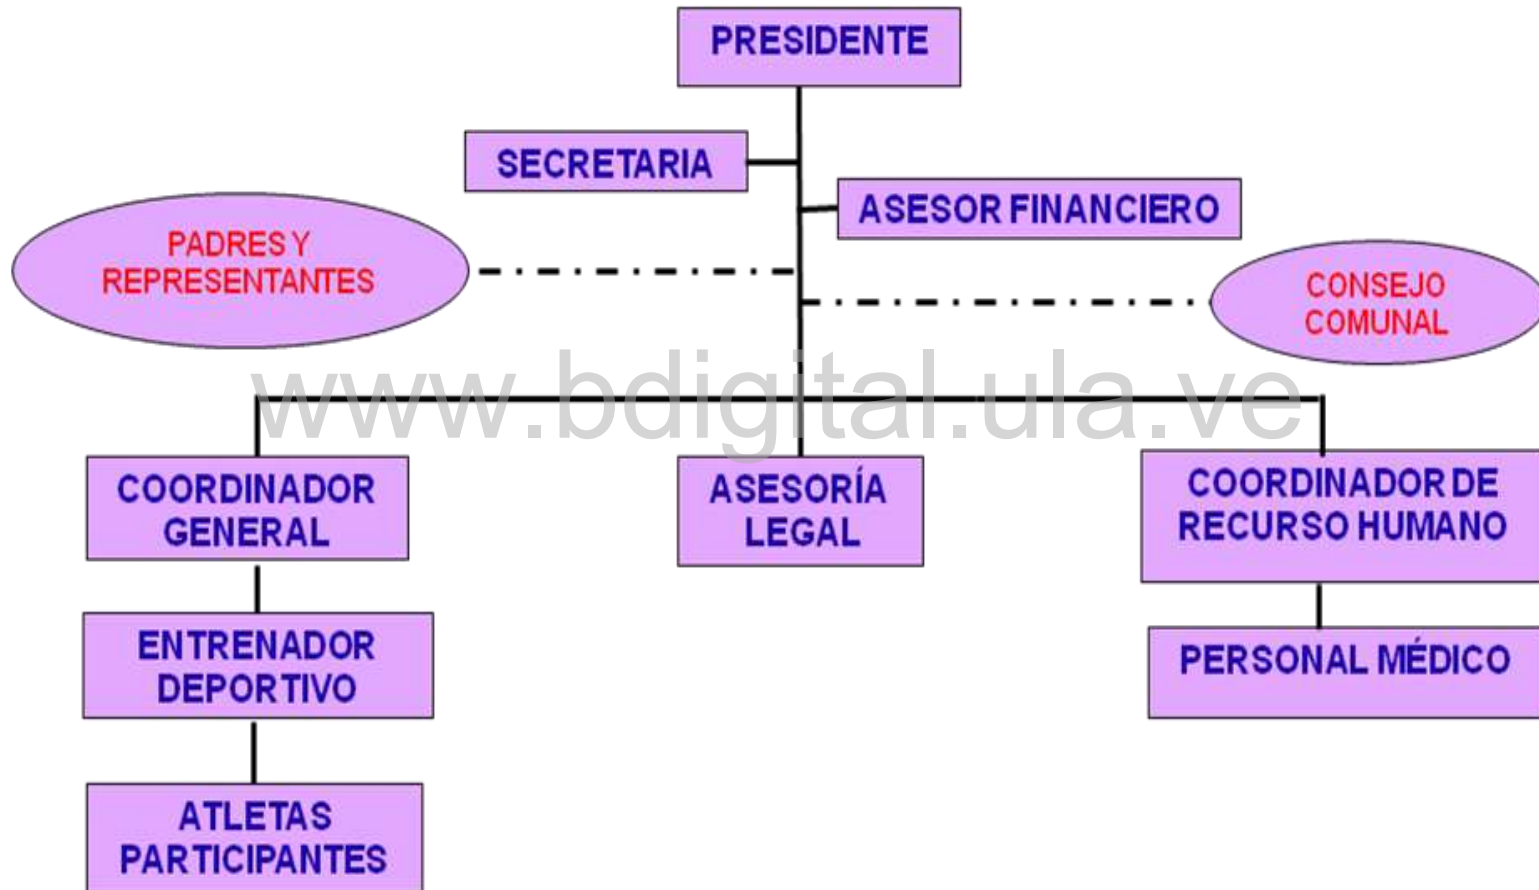 PRESIDENTE
SECRETARIA
ASESOR FINANCIERO
PADRES Y
REPRESENTANTES
CONSEJO
COMUNAL
www.bdigital.ula.ve
COORDINADOR
GENERAL
ASESORÍA
LEGAL
COORDINADOR DE
RECURSO HUMANO
ENTRENADOR
DEPORTIVO
PERSONAL MÉDICO
ATLETAS
PARTICIPANTES